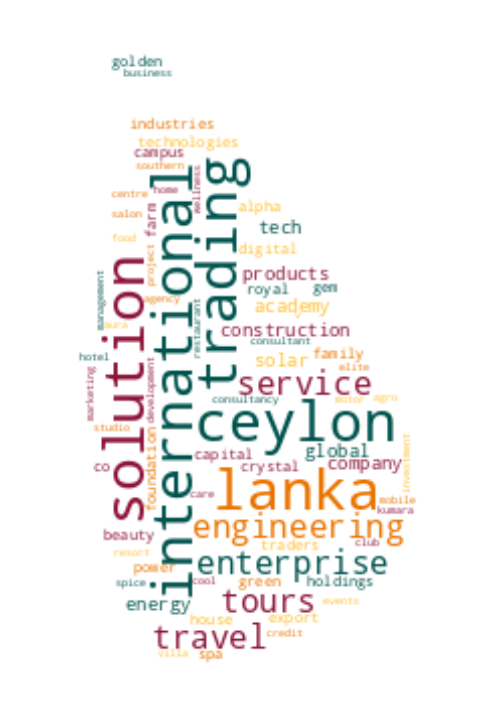 golden
business
industries
technologies
campus
southern
wellness
international
trading
home
centre
farm
alpha
salon
tech
food
digital
project
solution
products
management
royal
gem
agency
academy
restaurant
aura
construction
consultant
hotel
solar
family
elite
marketing
development
service
consultancy
motor
agro
ceylon
studio
foundation
investment
global
capital
company
co
crystal
lanka
care
mobile
kumara
engineering
beauty
traders
club
resort
enterprise
power
spice
cool
green
holdings
energy
tours
events
house
export
travel
credit
villa
spa